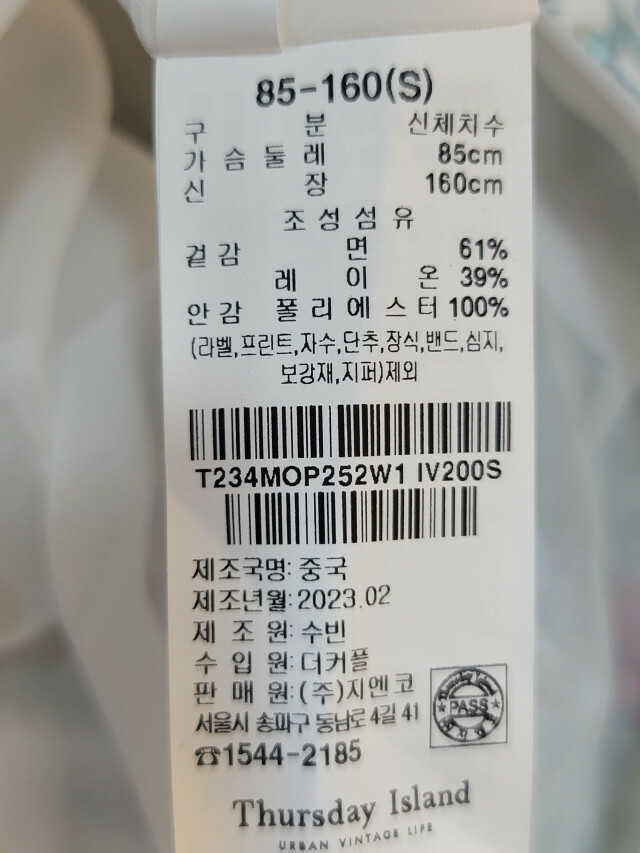 85-160(S)
구 분 신체치수
가 슴 둘 레 85cm
신 장 160cm
조 성 섬 유
겉 감 면 61%
레 이 온 39%
안 감 폴 리 에 스 터 100%
(라벨,프린트,자수,단추,장식,밴드,심지,
보강재,지퍼)제외
T234MOP252W1 IV200S
제조국명: 중국
제조년월:2023.02
제 조 원: 수빈
수 입 원: 더커플
판 매 원: (주)지엔코
서울시 송파구 동남로 4길 41
☎1544-2185
PASS
Thursday Island
URBAN VINTAGE LIFE